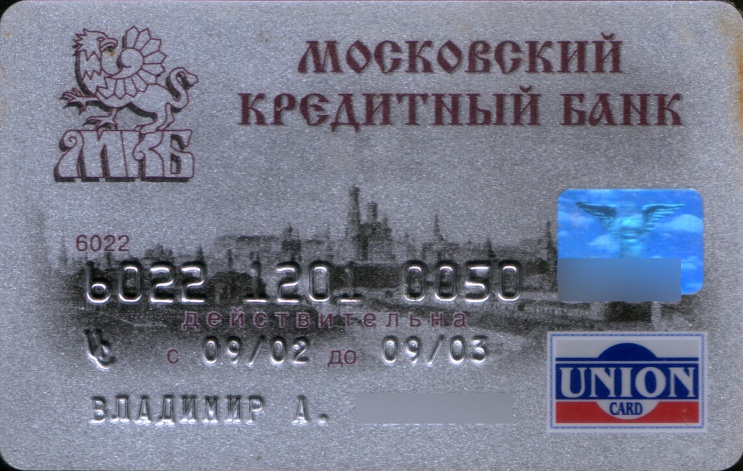 МОСКОВСКИЙ
КРЕДИТНЫЙ БАНК
МКБ
6022
6022 1201 0050
действительна
с 09/02 до 09/03
ВЛАДИМИР А.
UNION
CARD